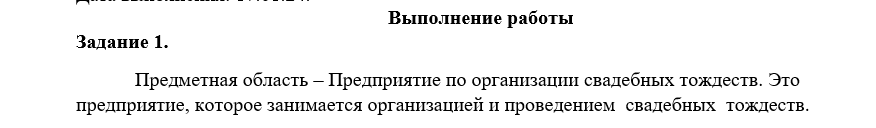 Выполнение работы
Задание 1.
Предметная область – Предприятие по организации свадебных тождеств. Это
предприятие, которое занимается организацией и проведением  свадебных  тождеств.